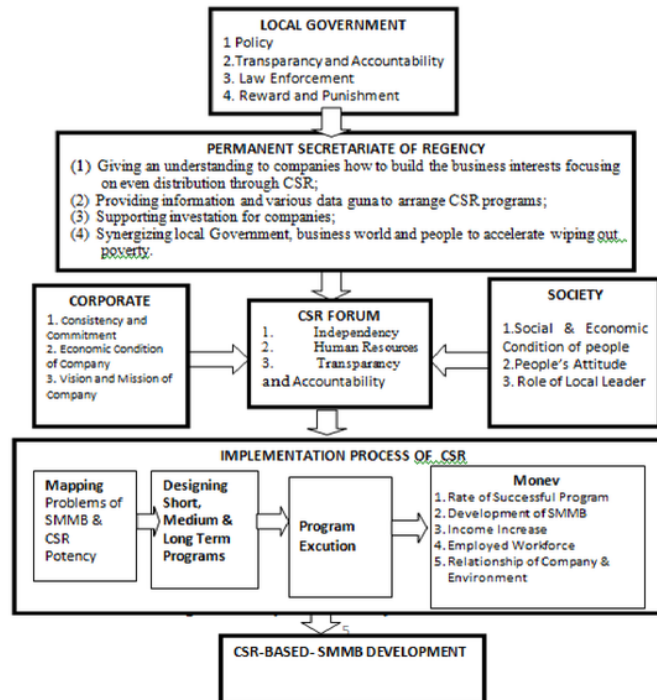 LOCAL GOVERNMENT
1 Policy
2.Transparancy and Accountability
3. Law Enforcement
4. Reward and Punishment
PERMANENT SECRETARIATE OF REGENCY
(1) Giving an understanding to companies how to build the business interests focusing
on even distribution through CSR;
(2) Providing information and various data guna to arrange CSR programs;
(3) Supporting investation for companies;
(4) Synergizing local Government, business world and people to accelerate wiping out
poverty.
CORPORATE
1. Consistency and
Commitment
2. Economic Condition
of Company
3. Vision and Mission of
Company
CSR FORUM
1. Independency
2. Human Resources
3. Transparancy
and Accountability
SOCIETY
1.Social & Economic
Condition of people
2.People's Attitude
3. Role of Local Leader
IMPLEMENTATION PROCESS OF CSR
Mapping
Problems of
SMMB &
CSR
Potency
Designing
Short,
Medium &
Long Term
Programs
Program
Excution
Monev
1. Rate of Successful Program
2. Development of SMMB
3. Income Increase
4. Employed Workforce
5. Relationship of Company &
Environment
5
CSR-BASED- SMMB DEVELOPMENT